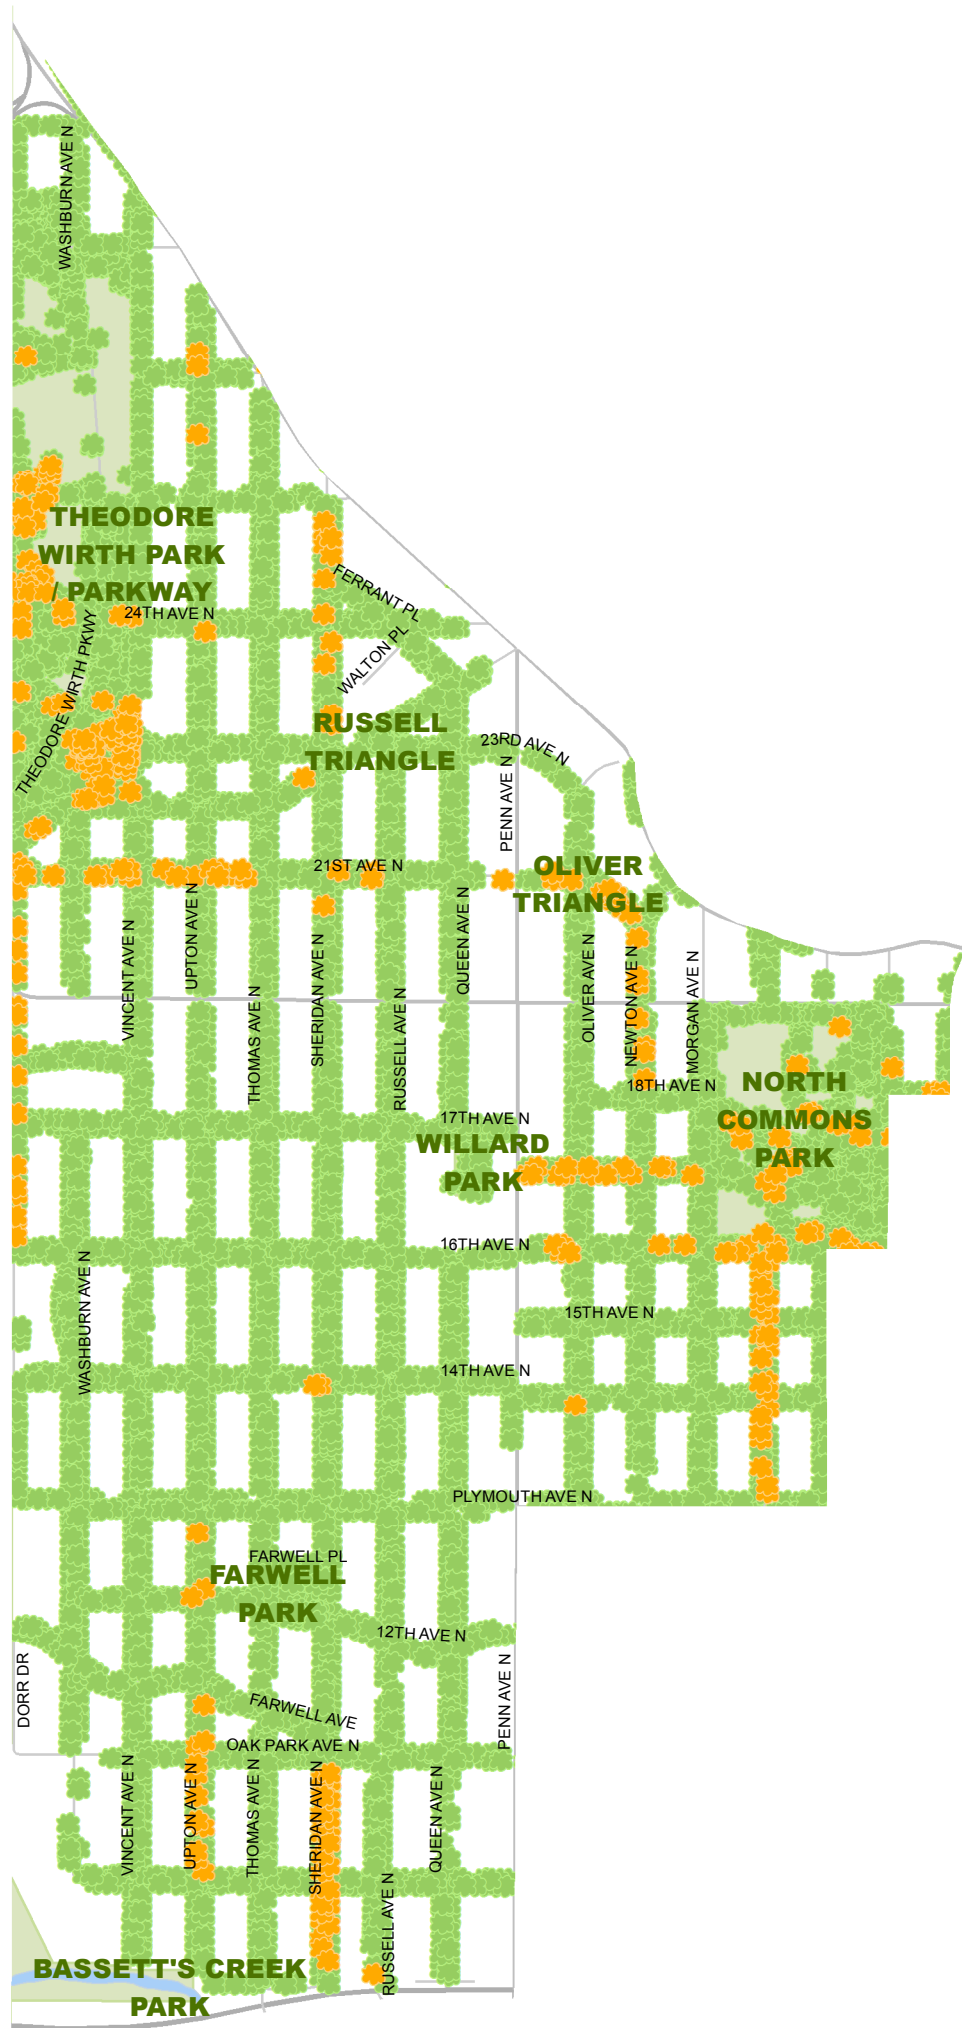 WASHBURN AVE N
THEODORE
WIRTH PARK
/ PARKWAY
24TH AVE N
FERRANT PL
WALTON PL
THEODORE WIRTH PKWY
RUSSELL
TRIANGLE
23RD AVE N
PENN AVE N
21ST AVE N
OLIVER
TRIANGLE
VINCENT AVE N
UPTON AVE N
THOMAS AVE N
SHERIDAN AVE N
RUSSELL AVE N
QUEEN AVE N
OLIVER AVE N
NEWTON AVE N
MORGAN AVE N
18TH AVE N
NORTH
COMMONS
PARK
17TH AVE N
WILLARD
PARK
16TH AVE N
WASHBURN AVE N
15TH AVE N
14TH AVE N
PLYMOUTH AVE N
FARWELL PL
FARWELL
PARK
12TH AVE N
DORR DR
FARWELL AVE
PENN AVE N
OAK PARK AVE N
VINCENT AVE N
UPTON AVE N
THOMAS AVE N
SHERIDAN AVE N
QUEEN AVE N
RUSSELL AVE N
BASSETT'S CREEK
PARK